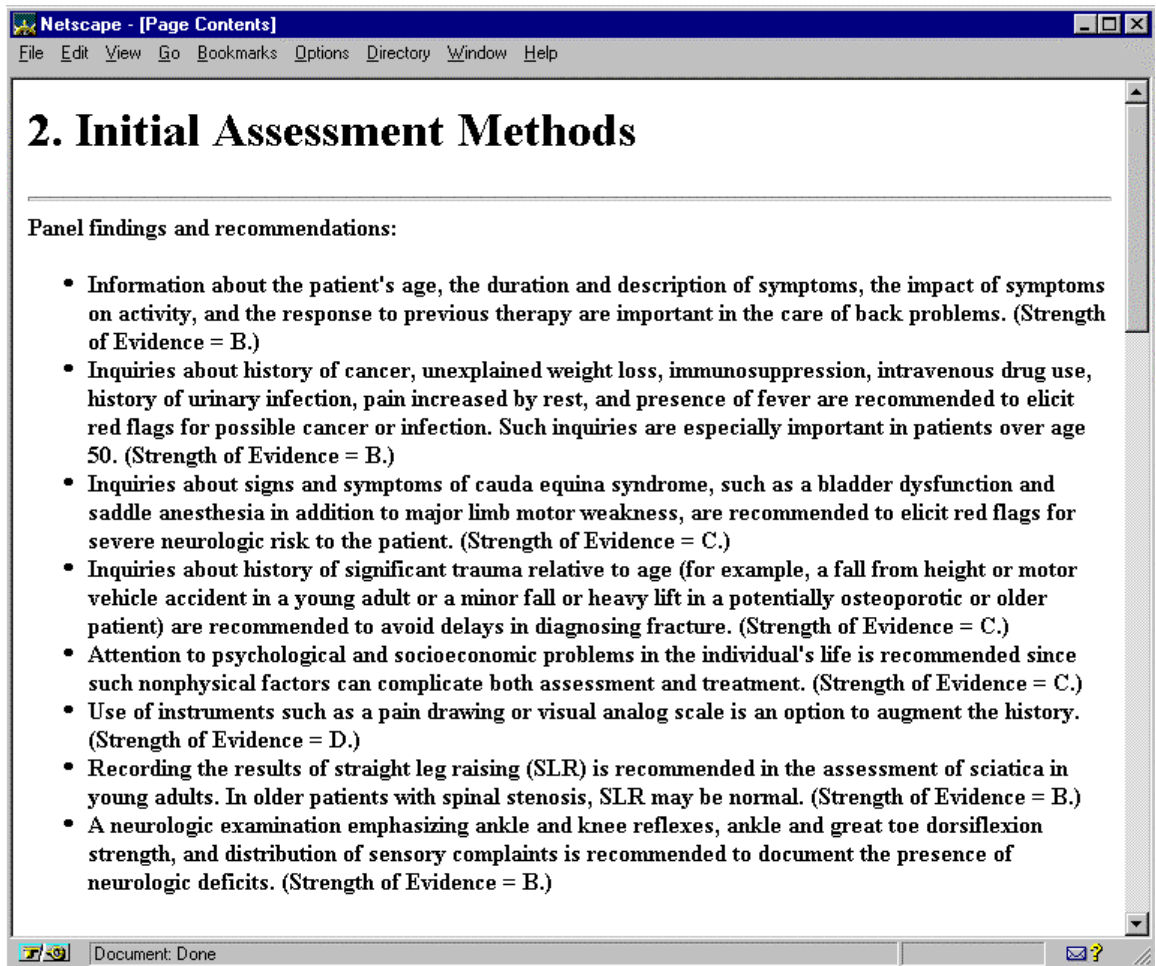 Netscape - [Page Contents]
File Edit View Go Bookmarks Options Directory Window Help
2. Initial Assessment Methods
Panel findings and recommendations:
• Information about the patient's age, the duration and description of symptoms, the impact of symptoms
on activity, and the response to previous therapy are important in the care of back problems. (Strength
of Evidence = B.)
• Inquiries about history of cancer, unexplained weight loss, immunosuppression, intravenous drug use,
history of urinary infection, pain increased by rest, and presence of fever are recommended to elicit
red flags for possible cancer or infection. Such inquiries are especially important in patients over age
50. (Strength of Evidence = B.)
• Inquiries about signs and symptoms of cauda equina syndrome, such as a bladder dysfunction and
saddle anesthesia in addition to major limb motor weakness, are recommended to elicit red flags for
severe neurologic risk to the patient. (Strength of Evidence = C.)
• Inquiries about history of significant trauma relative to age (for example, a fall from height or motor
vehicle accident in a young adult or a minor fall or heavy lift in a potentially osteoporotic or older
patient) are recommended to avoid delays in diagnosing fracture. (Strength of Evidence = C.)
• Attention to psychological and socioeconomic problems in the individual's life is recommended since
such nonphysical factors can complicate both assessment and treatment. (Strength of Evidence = C.)
• Use of instruments such as a pain drawing or visual analog scale is an option to augment the history.
(Strength of Evidence = D.)
• Recording the results of straight leg raising (SLR) is recommended in the assessment of sciatica in
young adults. In older patients with spinal stenosis, SLR may be normal. (Strength of Evidence = B.)
• A neurologic examination emphasizing ankle and knee reflexes, ankle and great toe dorsiflexion
strength, and distribution of sensory complaints is recommended to document the presence of
neurologic deficits. (Strength of Evidence = B.)
Document: Done